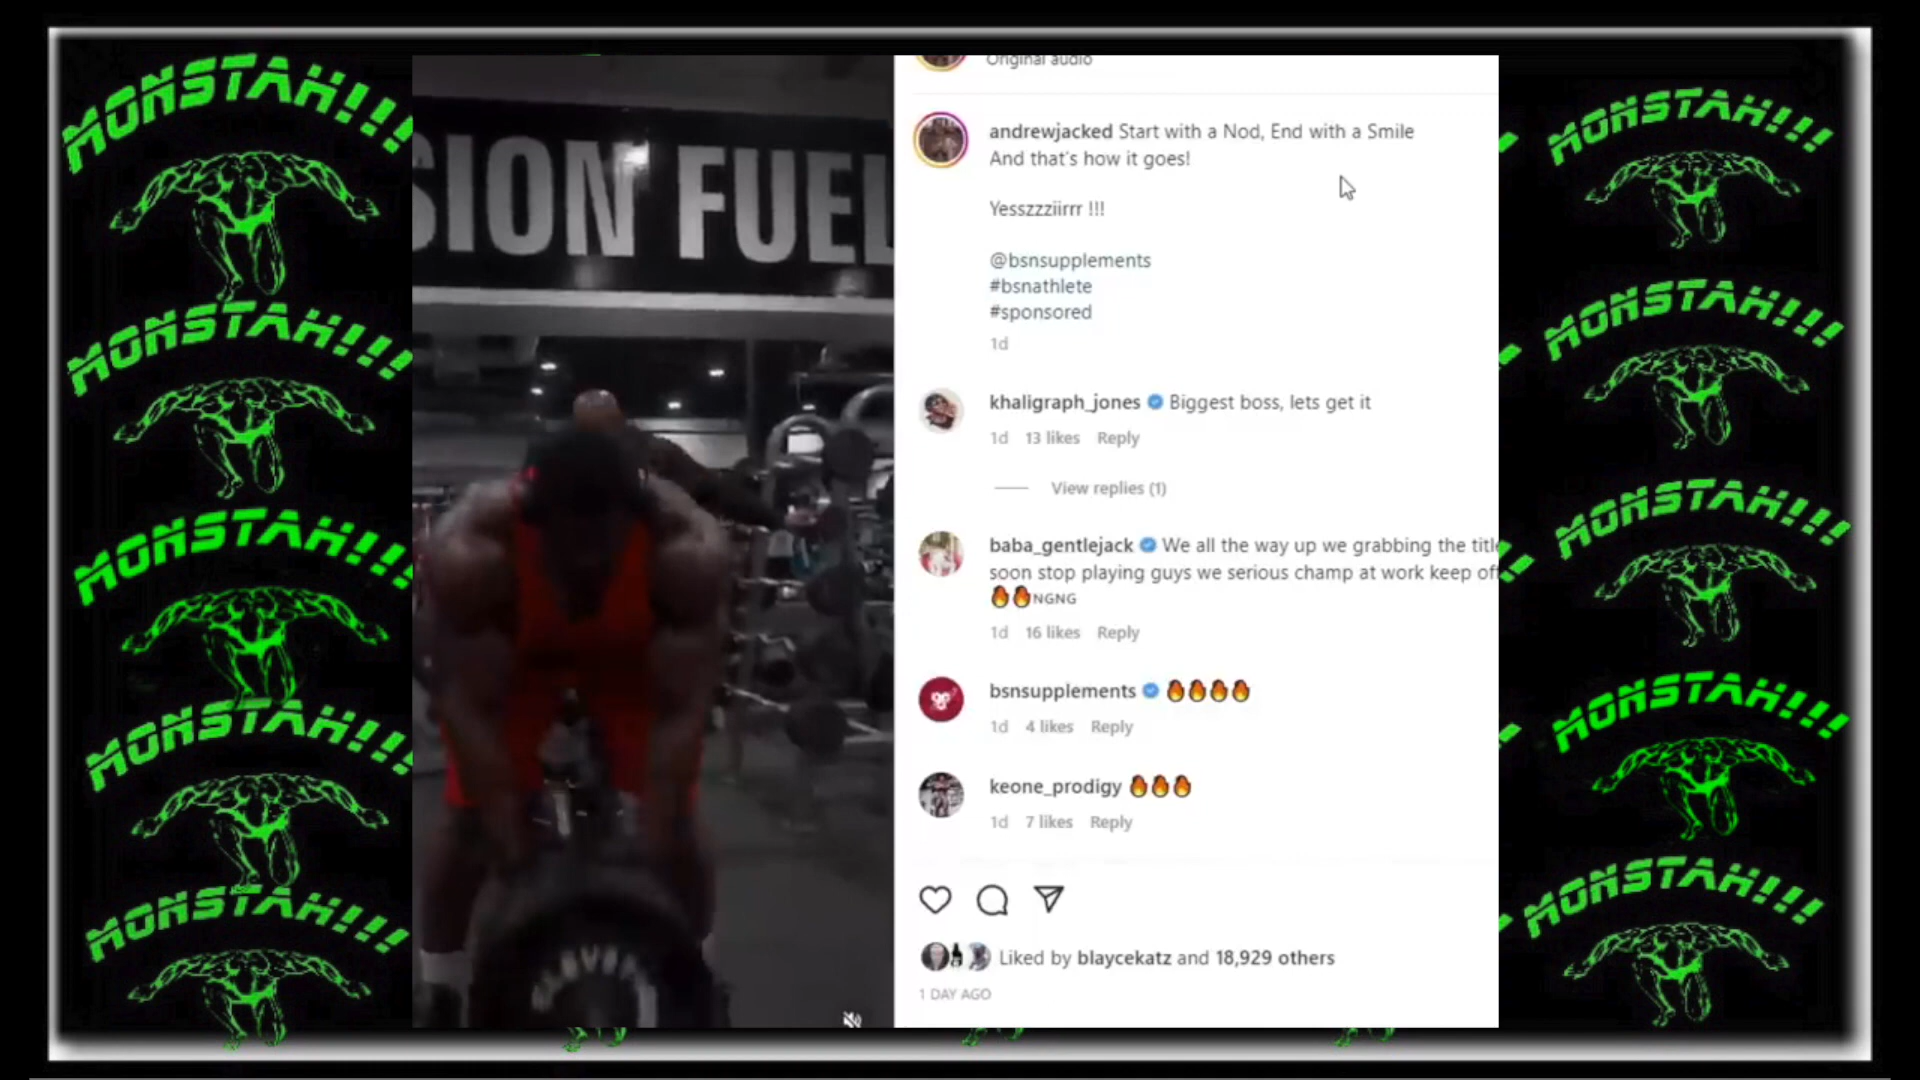 MONSTAH!!!
MONSTAH!!!
MONSTAH!!!
MONSTAH!!!
MONSTAH!!!
SION FUEL
Original audio
andrewjacked Start with a Nod, End with a Smile
And that's how it goes!
Yesszzziirrr !!!
@bsnsupplements
#bsnathlete
#sponsored
1d
khaligraph_jones Biggest boss, lets get it
1d 13 likes Reply
View replies (1)
baba_gentlejack We all the way up we grabbing the title
soon stop playing guys we serious champ at work keep off
🔥🔥NGNG
1d 16 likes Reply
bsnsupplements 🔥🔥🔥🔥
1d 4 likes Reply
keone_prodigy 🔥🔥🔥
1d 7 likes Reply
Liked by blaycekatz and 18,929 others
1 DAY AGO
MONSTAH!!!
MONSTAH!!!
MONSTAH!!!
MONSTAH!!!
MONSTAH!!!